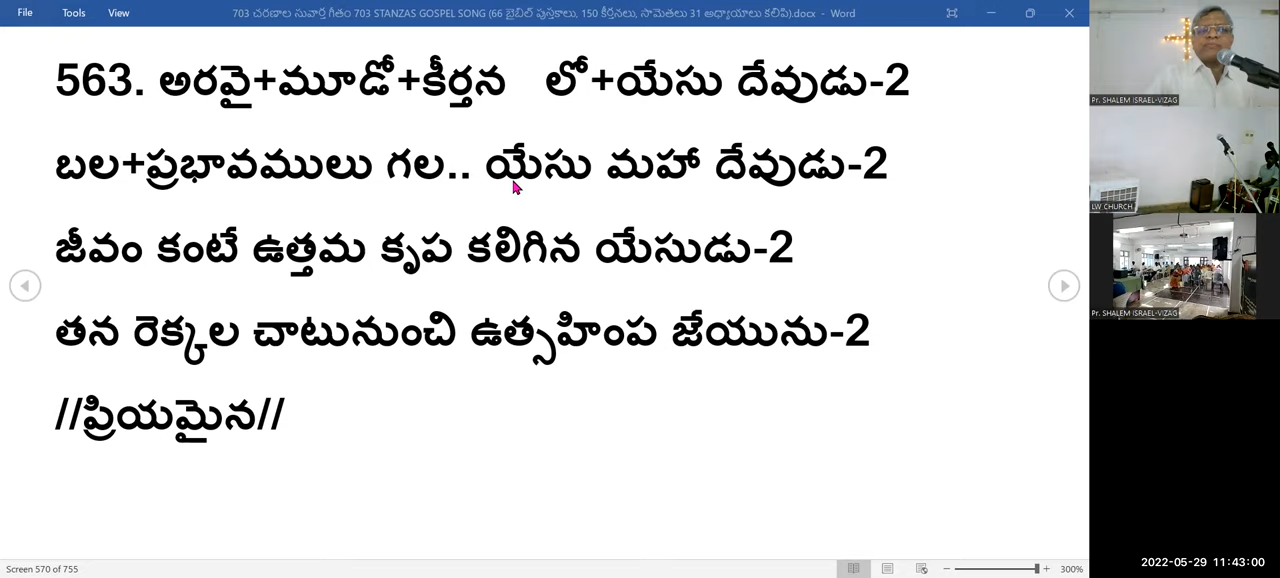 File Tools View 703 చరణాల సువార్త గీతం 703 STANZAS GOSPEL SONG (66 బైబిల్ పుస్తకాలు, 150 కీర్తనలు, సామెతలు 31 అధ్యాయాలు కలిపి).docx - Word
563. అరవై+మూడో+కీర్తన లో+యేసు దేవుడు-2
బల+ప్రభావములు గల.. యేసు మహా దేవుడు-2
జీవం కంటే ఉత్తమ కృప కలిగిన యేసుడు-2
తన రెక్కల చాటునుంచి ఉత్సహింప జేయును-2
//ప్రియమైన//
Pr. SHALEM ISRAEL-VIZAG
LW CHURCH
Pr. SHALEM ISRAEL-VIZAG
2022-05-29 11:43:00
Screen 570 of 755
300%